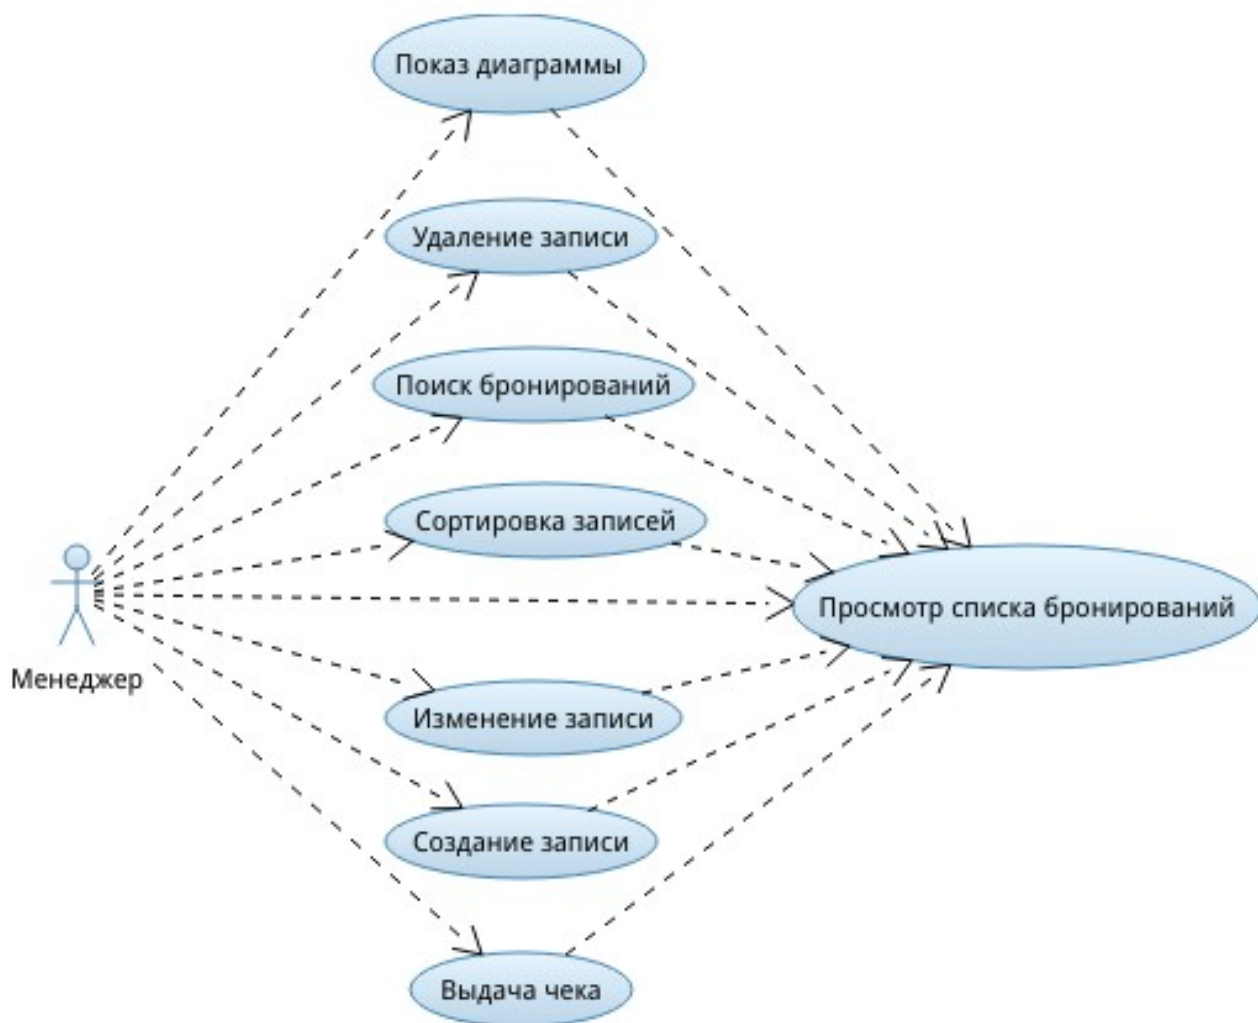 Показ диаграммы
Удаление записи
Поиск бронирований
Сортировка записей
Просмотр списка бронирований
Менеджер
Изменение записи
Создание записи
Выдача чека